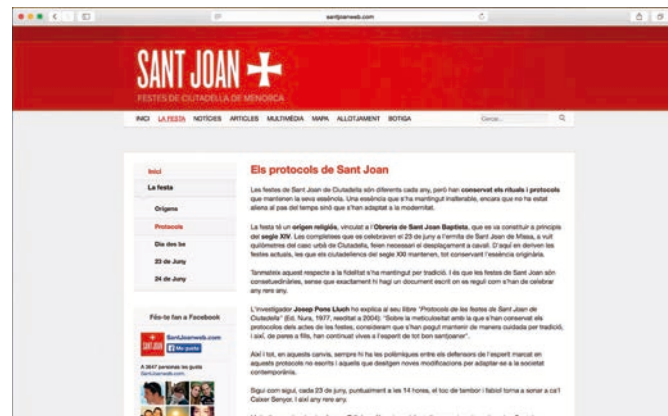 santjoanweb.com
SANT JOAN
FESTES DE CIUTADELLA DE MENORCA
INICI LA FESTA NOTÍCIES ARTICLES MULTIMÈDIA MAPA ALLOTJAMENT BOTIGA
Cercar...
Inici
La festa
Orígens
Protocols
Dia des be
23 de Juny
24 de Juny
Fes-te fan a Facebook
SantJoanweb.com
Me gusta
A 3647 personas les gusta
SantJoanweb.com.
Els protocols de Sant Joan
Les festes de Sant Joan de Ciutadella són diferents cada any, però han conservat els rituals i protocols
que mantenen la seva essència. Una essència que s'ha mantingut inalterable, encara que no ha estat
aliena al pas del temps sinó que s'han adaptat a la modernitat.
La festa té un origen religiós, vinculat a l'Obreria de Sant Joan Baptista, que es va constituir a principis
del segle XIV. Les completes que es celebraven el 23 de juny a l'ermita de Sant Joan de Missa, a vuit
quilòmetres del casc urbà de Ciutadella, feien necessari el desplaçament a cavall. D'aquí en deriven les
festes actuals, les que els ciutadellencs del segle XXI mantenen, tot conservant l'essència originària.
Tanmateix aquest respecte a la fidelitat s'ha mantingut per tradició. I és que les festes de Sant Joan són
consetuedinàries, sense que exactament hi hagi un document escrit on es reguli com s'han de celebrar
any rere any.
L'investigador Josep Pons Lluch ho explica al seu llibre "Protocols de les festes de Sant Joan de
Ciutadella" (Ed. Nura, 1977, reeditat a 2004): "Sobre la meticulositat amb la que s'han conservat els
protocols dels actes de les festes, consideram que s'han pogut mantenir de manera cuidada per tradició,
i així, de pares a fills, han continuat vives a l'esperit de tot bon santjoaner".
Així i tot, en aquests canvis, sempre hi ha les polèmiques entre els defensors de l'esperit marcat en
aquests protocols no escrits i aquells que desitgen noves modificacions per adaptar-se a la societat
contemporània.
Sigui com sigui, cada 23 de juny, puntualment a les 14 hores, el toc de tambor i fabiol torna a sonar a ca'l
Caixer Senyor. I així any rere any.